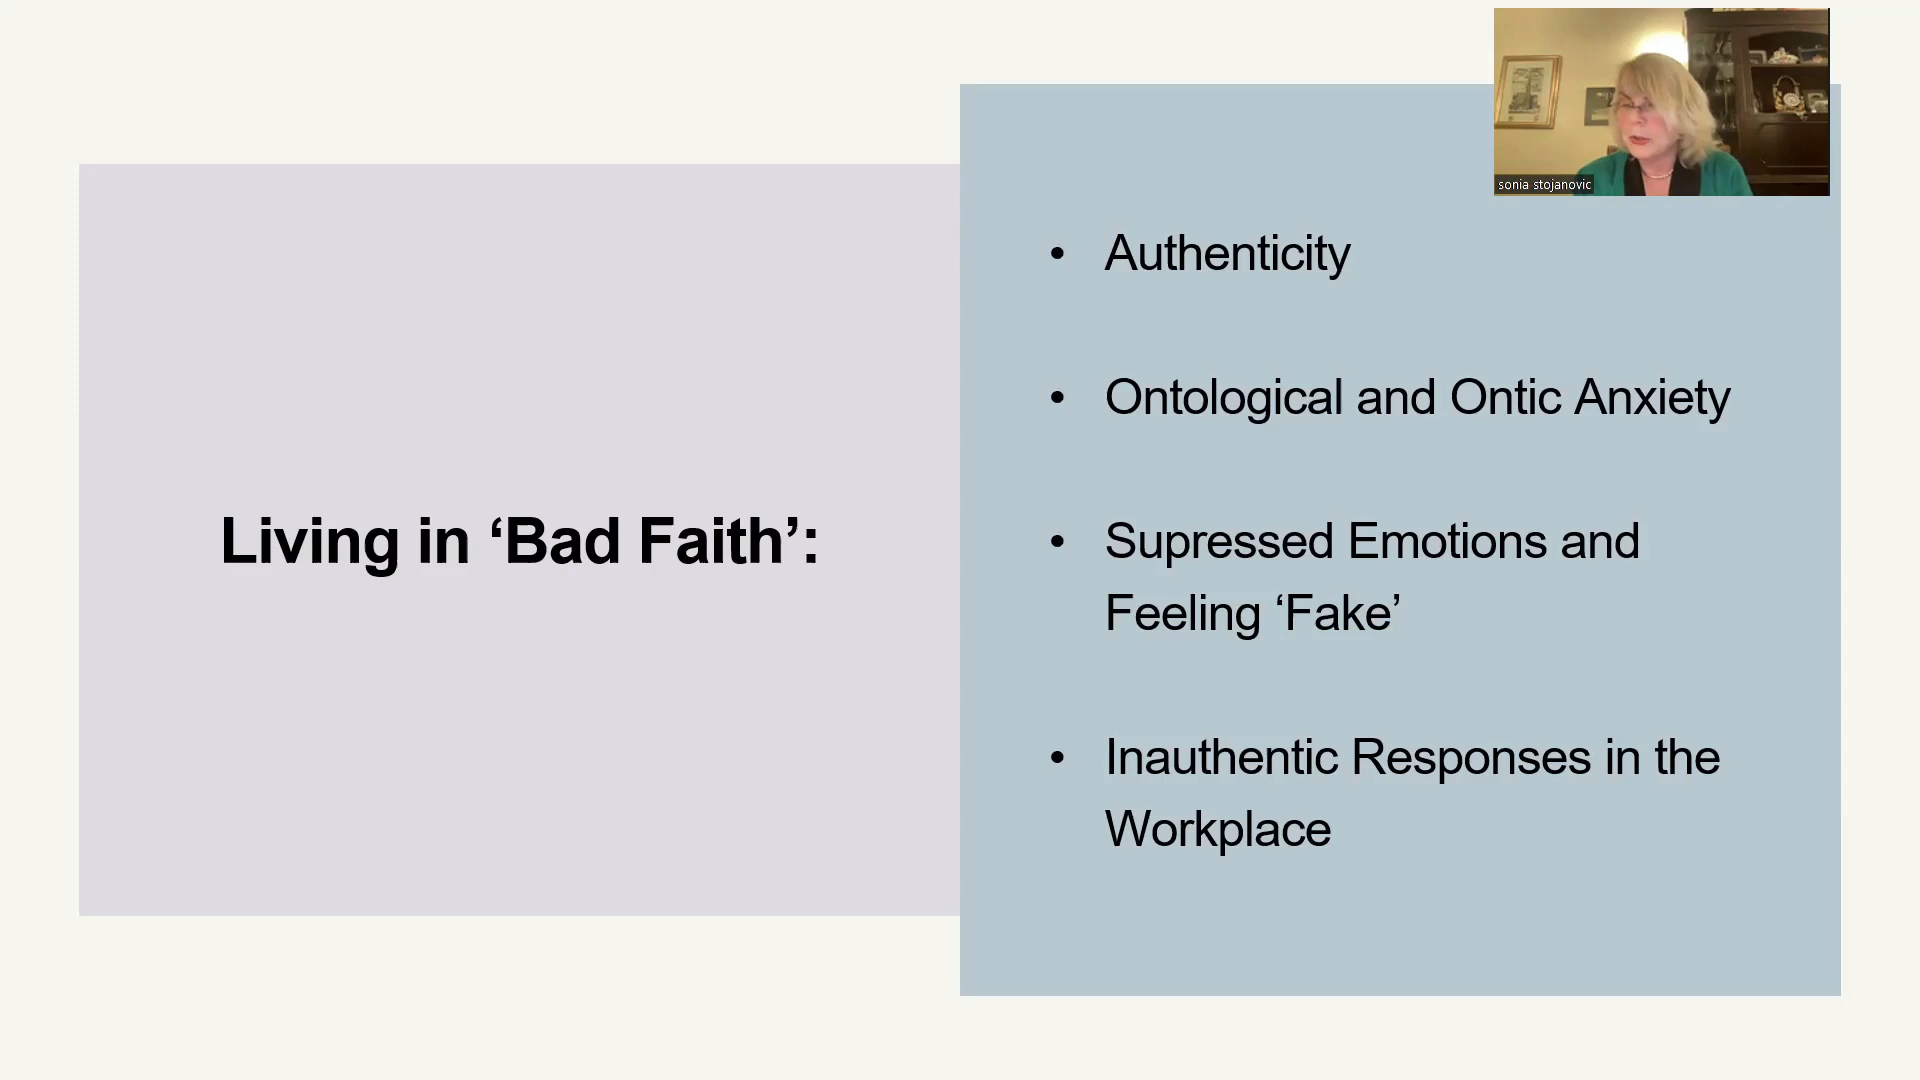 sonia stojanovic
Living in ‘Bad Faith’:
• Authenticity
• Ontological and Ontic Anxiety
• Supressed Emotions and
Feeling ‘Fake’
• Inauthentic Responses in the
Workplace